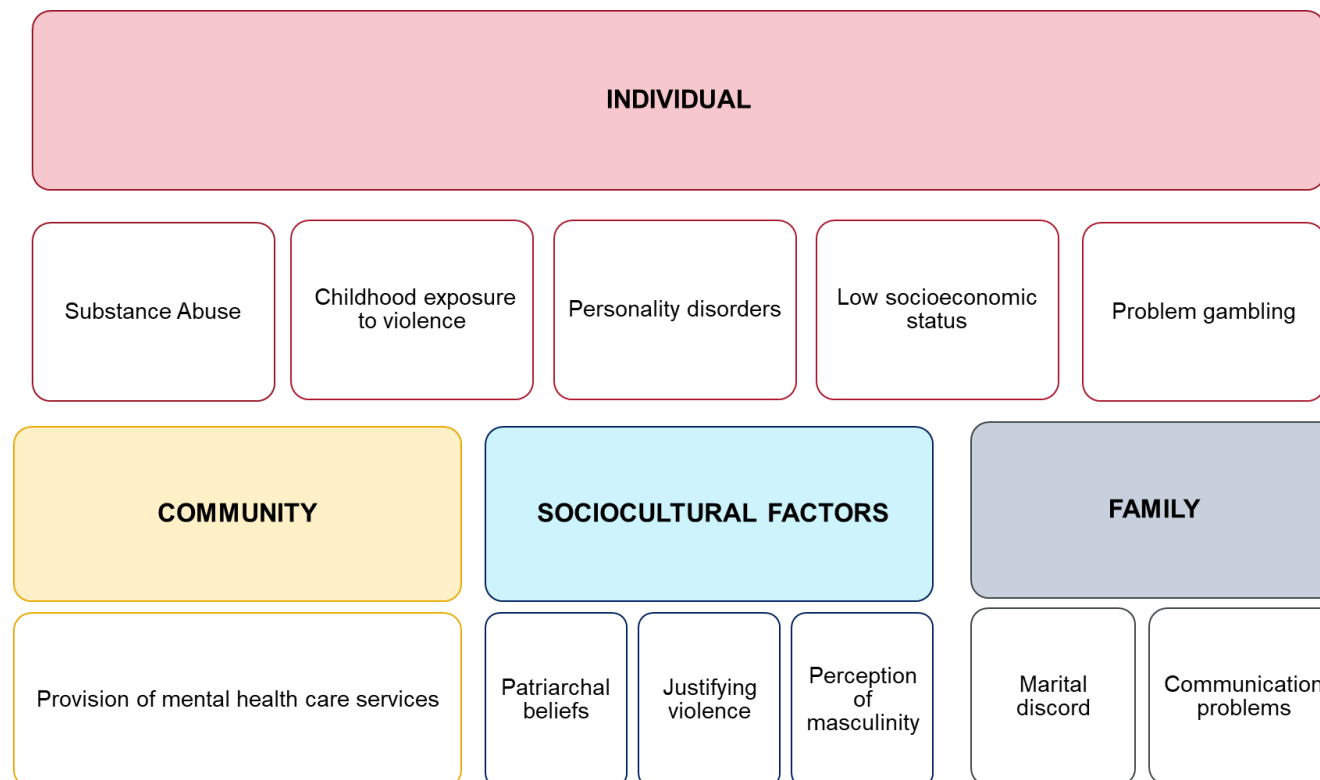 INDIVIDUAL
Substance Abuse
Childhood exposure
to violence
Personality disorders
Low socioeconomic
status
Problem gambling
COMMUNITY
SOCIOCULTURAL FACTORS
FAMILY
Provision of mental health care services
Patriarchal
beliefs
Justifying
violence
Perception
of
masculinity
Marital
discord
Communication
problems